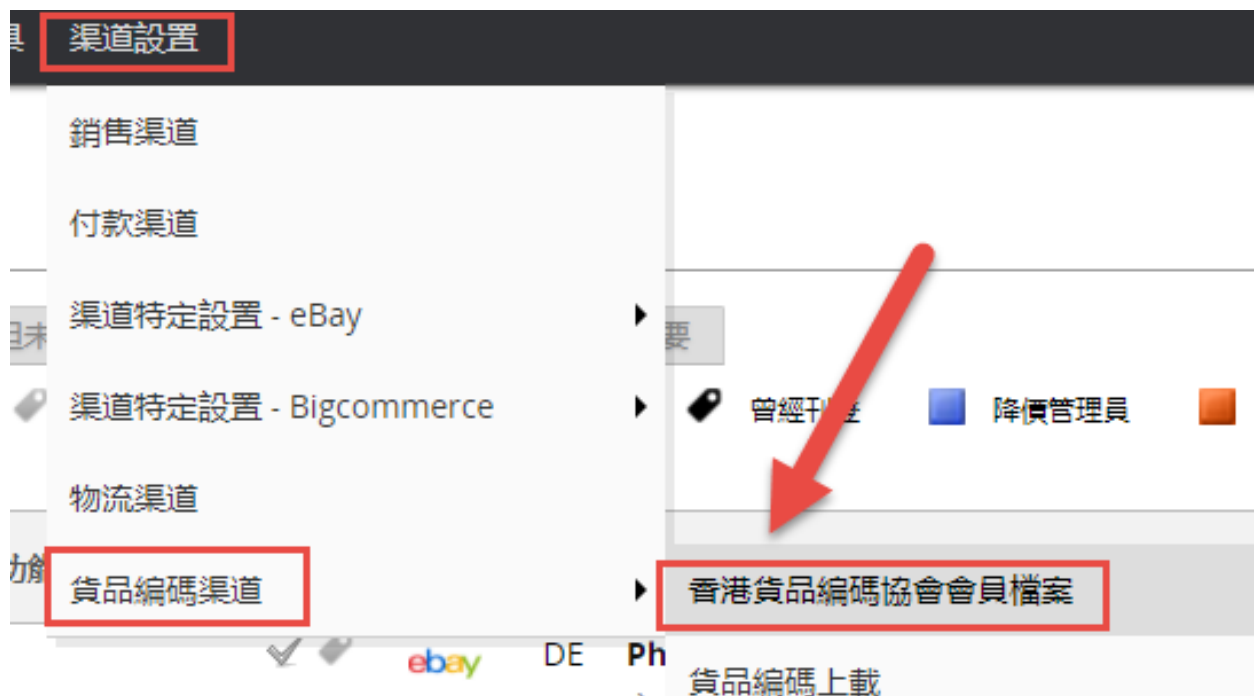 具 渠道設置
銷售渠道
付款渠道
渠道特定設置 - eBay
要
渠道特定設置 - Bigcommerce
曾經刊登 降價管理員
物流渠道
貨品編碼渠道
香港貨品編碼協會會員檔案
ebay DE Ph
貨品編碼上載